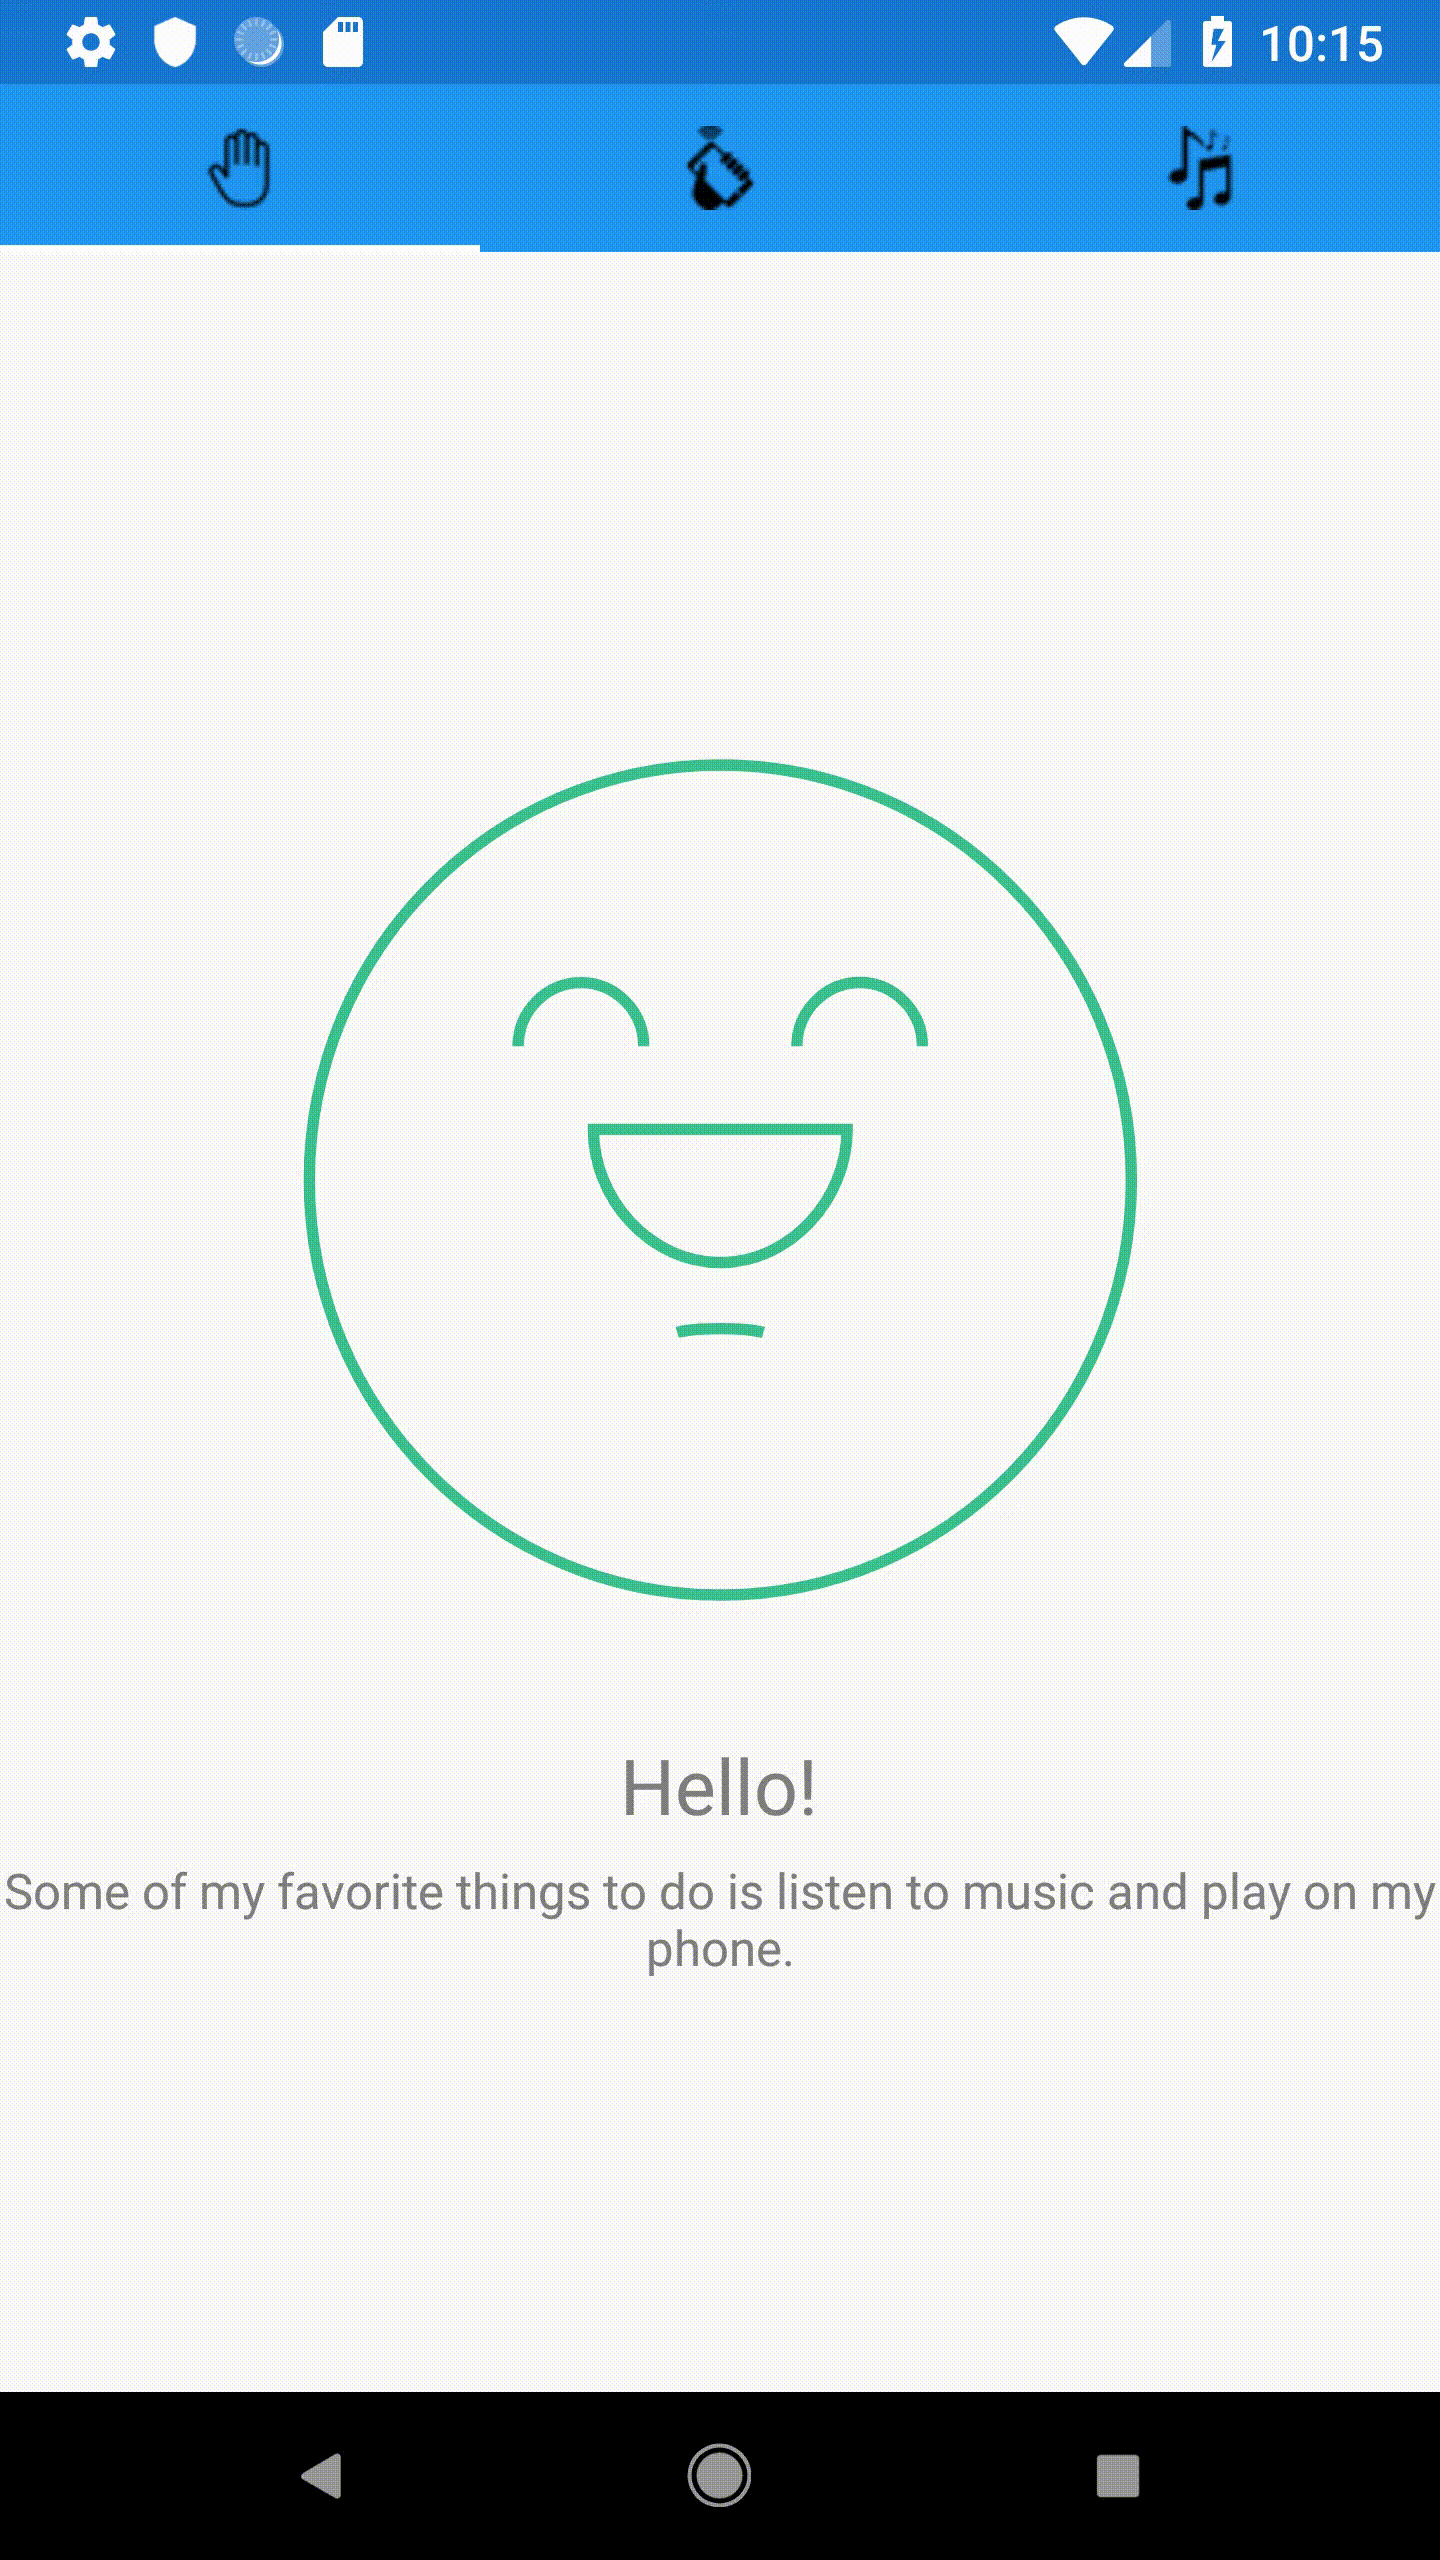 10:15
Hello!
Some of my favorite things to do is listen to music and play on my
phone.